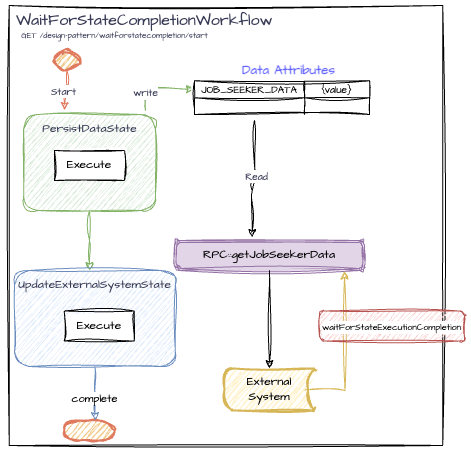 WaitForStateCompletionWorkflow
GET: /design-pattern/waitforstatecompletion/start
Start
write
Data Attributes
JOB_SEEKER_DATA {value}
PersistDataState
Execute
Read
RPC::getJobSeekerData
UpdateExternalSystemState
Execute
waitForStateExecutionCompletion
External
System
complete